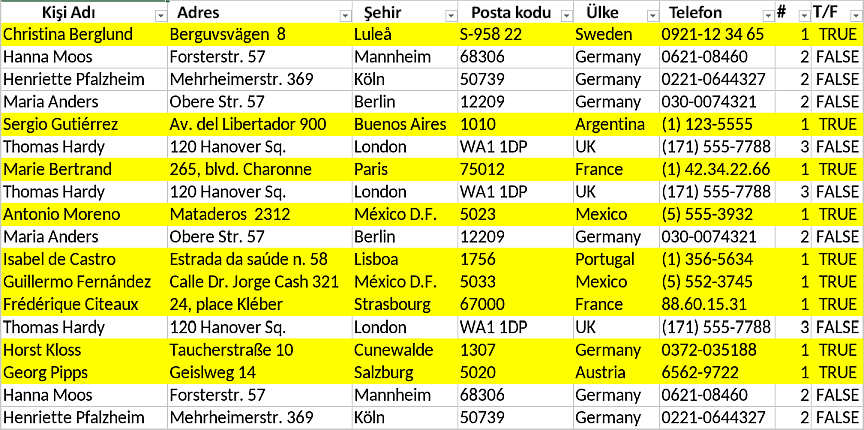 Kişi Adı Adres Şehir Posta kodu Ülke Telefon # T/F
Christina Berglund Berguvsvägen 8 Luleå S-958 22 Sweden 0921-12 34 65 1 TRUE
Hanna Moos Forsterstr. 57 Mannheim 68306 Germany 0621-08460 2 FALSE
Henriette Pfalzheim Mehrheimerstr. 369 Köln 50739 Germany 0221-0644327 2 FALSE
Maria Anders Obere Str. 57 Berlin 12209 Germany 030-0074321 2 FALSE
Sergio Gutiérrez Av. del Libertador 900 Buenos Aires 1010 Argentina (1) 123-5555 1 TRUE
Thomas Hardy 120 Hanover Sq. London WA1 1DP UK (171) 555-7788 3 FALSE
Marie Bertrand 265, blvd. Charonne Paris 75012 France (1) 42.34.22.66 1 TRUE
Thomas Hardy 120 Hanover Sq. London WA1 1DP UK (171) 555-7788 3 FALSE
Antonio Moreno Mataderos 2312 México D.F. 5023 Mexico (5) 555-3932 1 TRUE
Maria Anders Obere Str. 57 Berlin 12209 Germany 030-0074321 2 FALSE
Isabel de Castro Estrada da saúde n. 58 Lisboa 1756 Portugal (1) 356-5634 1 TRUE
Guillermo Fernández Calle Dr. Jorge Cash 321 México D.F. 5033 Mexico (5) 552-3745 1 TRUE
Frédérique Citeaux 24, place Kléber Strasbourg 67000 France 88.60.15.31 1 TRUE
Thomas Hardy 120 Hanover Sq. London WA1 1DP UK (171) 555-7788 3 FALSE
Horst Kloss Taucherstraße 10 Cunewalde 1307 Germany 0372-035188 1 TRUE
Georg Pipps Geislweg 14 Salzburg 5020 Austria 6562-9722 1 TRUE
Hanna Moos Forsterstr. 57 Mannheim 68306 Germany 0621-08460 2 FALSE
Henriette Pfalzheim Mehrheimerstr. 369 Köln 50739 Germany 0221-0644327 2 FALSE